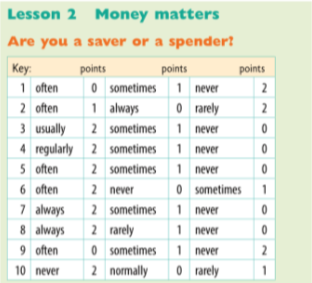 Lesson 2 Money matters
Are you a saver or a spender?
Key: points points points
1 often 0 sometimes 1 never 2
2 often 1 always 0 rarely 2
3 usually 2 sometimes 1 never 0
4 regularly 2 sometimes 1 never 0
5 often 2 sometimes 1 never 0
6 often 2 never 0 sometimes 1
7 always 2 sometimes 1 never 0
8 always 2 rarely 1 never 0
9 often 0 sometimes 1 never 2
10 never 2 normally 0 rarely 1